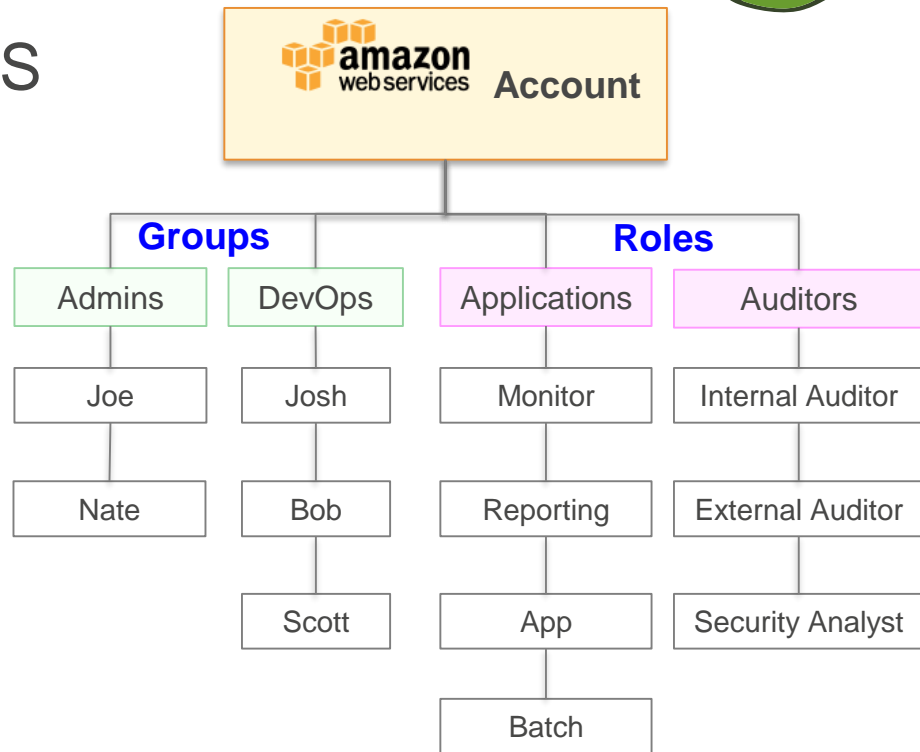 S
amazon
webservices
Account
Groups
Roles
Admins
DevOps
Applications
Auditors
Joe
Josh
Monitor
Internal Auditor
Nate
Bob
Reporting
External Auditor
Scott
App
Security Analyst
Batch